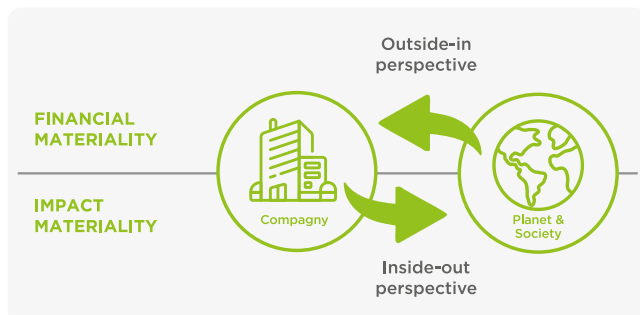 Outside-in
perspective
FINANCIAL
MATERIALITY
Compagny
Planet &
Society
IMPACT
MATERIALITY
Inside-out
perspective